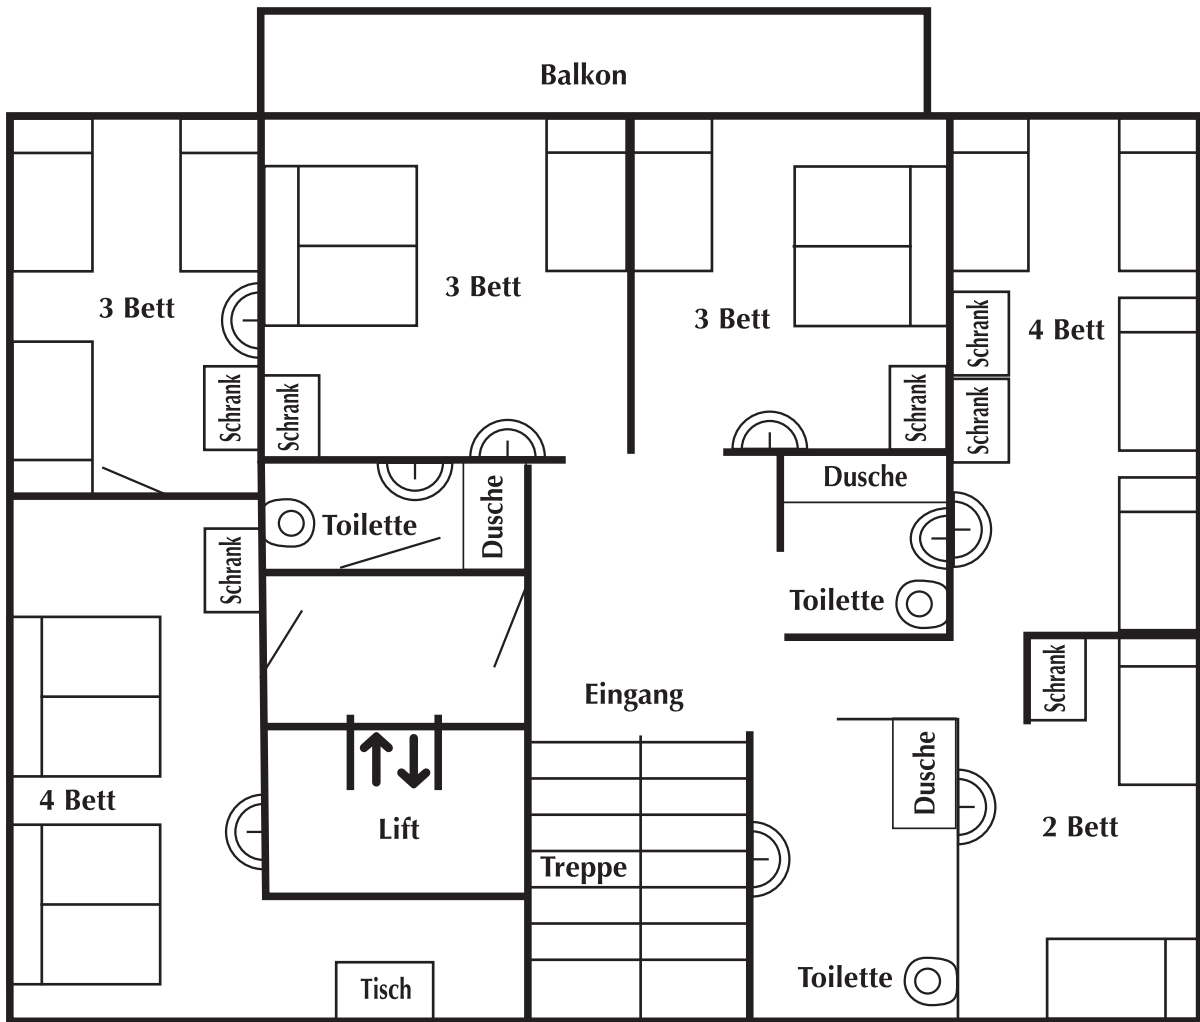 Balkon
3 Bett
3 Bett
3 Bett
4 Bett
Schrank
Schrank
Schrank
Schrank
Schrank
Dusche
Dusche
Toilette
Schrank
Toilette
Schrank
Eingang
Dusche
4 Bett
Lift
2 Bett
Treppe
Toilette
Tisch